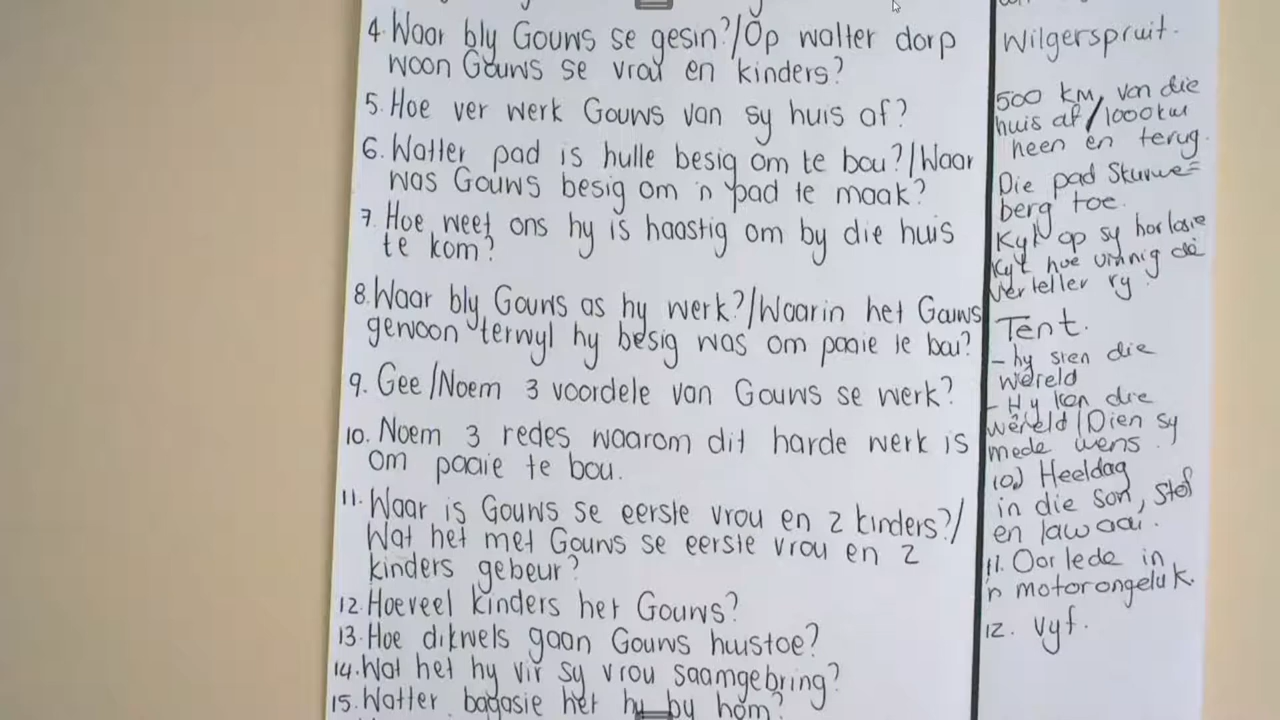 4. Waar bly Gouws se gesin?/Op watter dorp
woon Gouws se vrou en kinders?
5. Hoe ver werk Gouws van sy huis af?
6. Watter pad is hulle besig om te bou?/Waar
was Gouws besig om 'n pad te maak?
7. Hoe weet ons hy is haastig om by die huis
te kom?
8. Waar bly Gouws as hy werk?/Waarin het Gouws
gewoon terwyl hy besig was om paaie te bou?
9. Gee/Noem 3 voordele van Gouws se werk?
10. Noem 3 redes waarom dit harde werk is
om paaie te bou.
11. Waar is Gouws se eerste vrou en 2 kinders?/
Wat het met Gouws se eerste vrou en 2
kinders gebeur?
12. Hoeveel kinders het Gouws?
13. Hoe dikwels gaan Gouws huistoe?
14. Wat het hy vir sy vrou saamgebring?
15. Watter bagasie het hy by hom?
Wilgerspruit.
500 km van die
huis af/1000km
heen en terug.
Die pad Skurwe=
berg toe.
Kyk op sy horlosie
Kyk hoe vinnig die
verteller ry.
Tent.
- hy sien die
wêreld
- Hy kan die
wêreld/Dien sy
mede mens.
10) Heeldag
in die son, stof
en lawaai.
11. Oorlede in
'n motorongeluk.
12. Vyf.